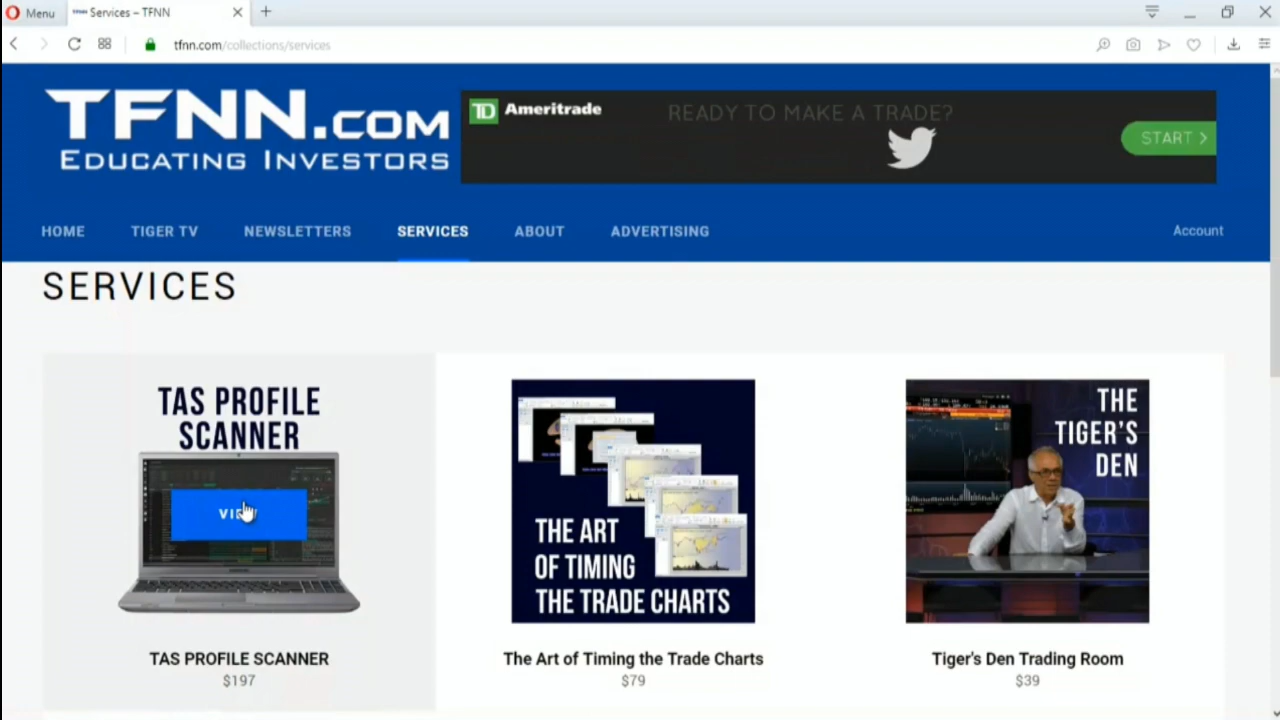 Menu
Services – TFNN
tfnn.com/collections/services
TFNN.COM
EDUCATING INVESTORS
TD Ameritrade
READY TO MAKE A TRADE?
START >
HOME
TIGER TV
NEWSLETTERS
SERVICES
ABOUT
ADVERTISING
Account
SERVICES
TAS PROFILE
SCANNER
TAS PROFILE SCANNER
$197
THE ART
OF TIMING
THE TRADE CHARTS
The Art of Timing the Trade Charts
$79
THE
TIGER'S
DEN
Tiger's Den Trading Room
$39